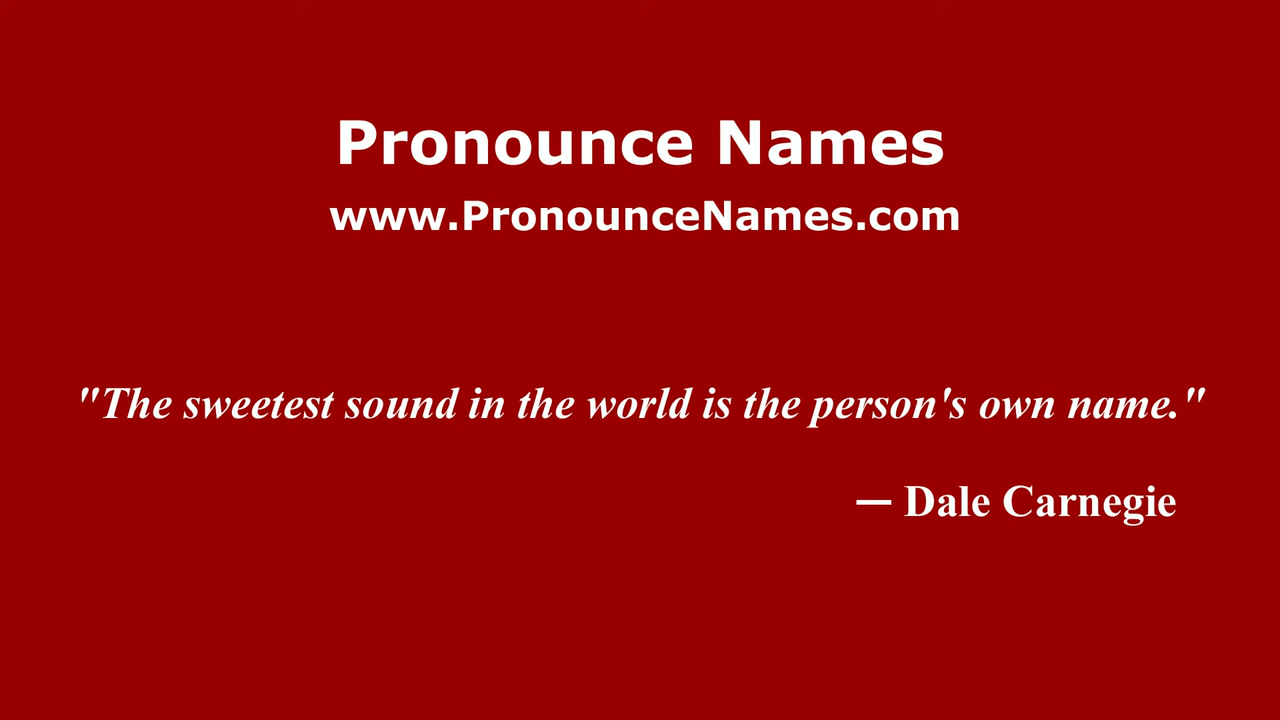 Pronounce Names
www.PronounceNames.com
"The sweetest sound in the world is the person's own name."
— Dale Carnegie